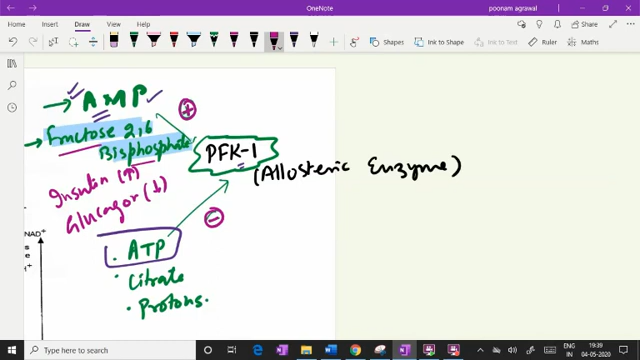 OneNote
poonam agrawal
File Home Insert Draw View Help
Share
Shapes Ink to Shape Ink to Text Ruler Maths
→ AMP
→ Fructose 2,6
Bisphosphate
Insulin (↑)
Glucagon (↓)
+
PFK-1
(Allosteric Enzyme)
-
• ATP
• Citrate
• Protons.
NAD⁺
s
e
H⁺
Type here to search
ENG
IN
19:39
04-05-2020